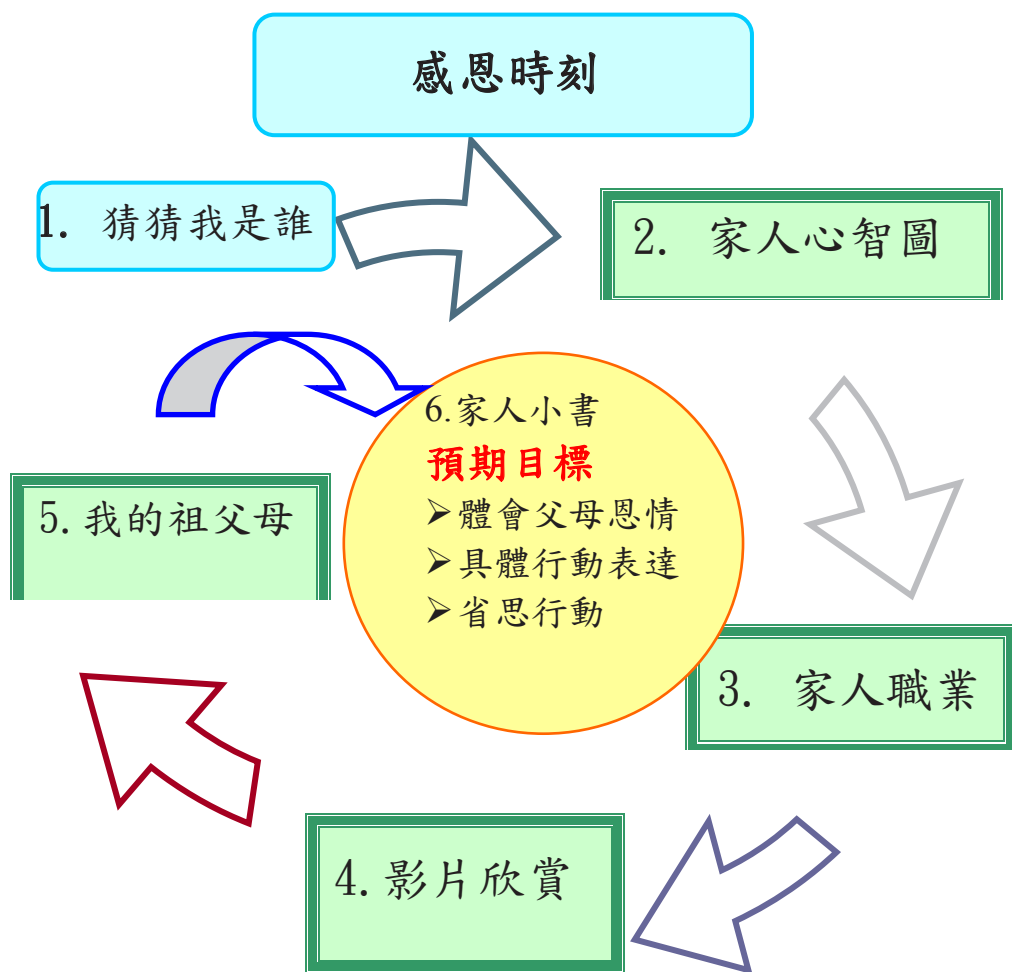 感恩時刻
1. 猜猜我是誰
2. 家人心智圖
3. 家人職業
4.影片欣賞
5.我的祖父母
6.家人小書
預期目標
➢體會父母恩情
➢具體行動表達
➢省思行動